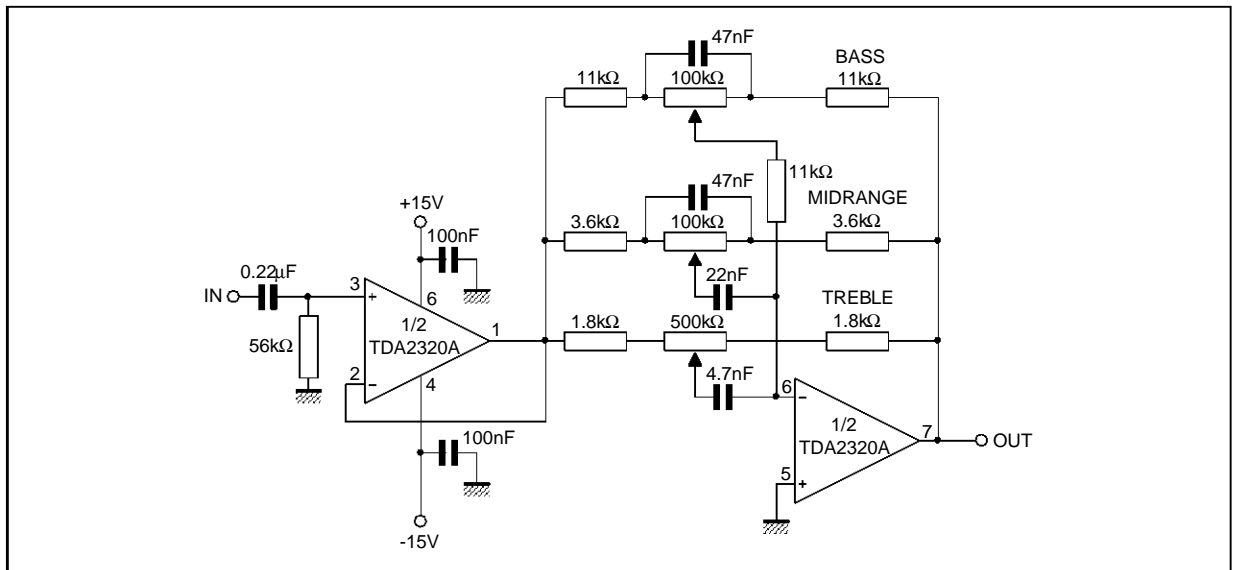 47nF
BASS
11kΩ
100kΩ
11kΩ
11kΩ
47nF
MIDRANGE
+15V
3.6kΩ
100kΩ
3.6kΩ
100nF
22nF
0.22µF
IN
3
+
6
TREBLE
1/2
1
1.8kΩ
500kΩ
1.8kΩ
56kΩ
TDA2320A
2
-
4
4.7nF
6
-
1/2
7
OUT
TDA2320A
100nF
5
+
-15V